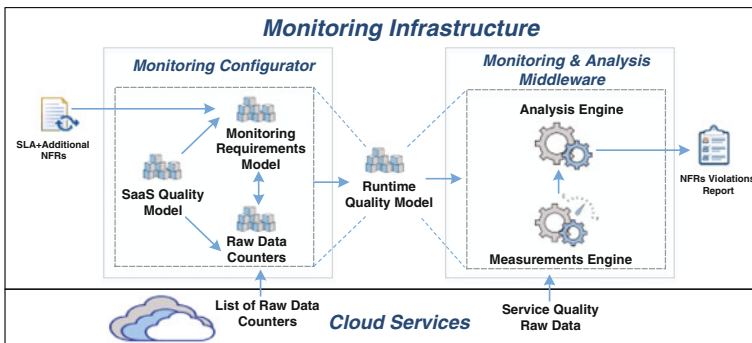 Monitoring Infrastructure
Monitoring Configurator
Monitoring & Analysis
Middleware
SLA+Additional
NFRs
Monitoring
Requirements
Model
SaaS Quality
Model
Raw Data
Counters
Runtime
Quality Model
Analysis Engine
Measurements Engine
NFRs Violations
Report
List of Raw Data
Counters
Cloud Services
Service Quality
Raw Data